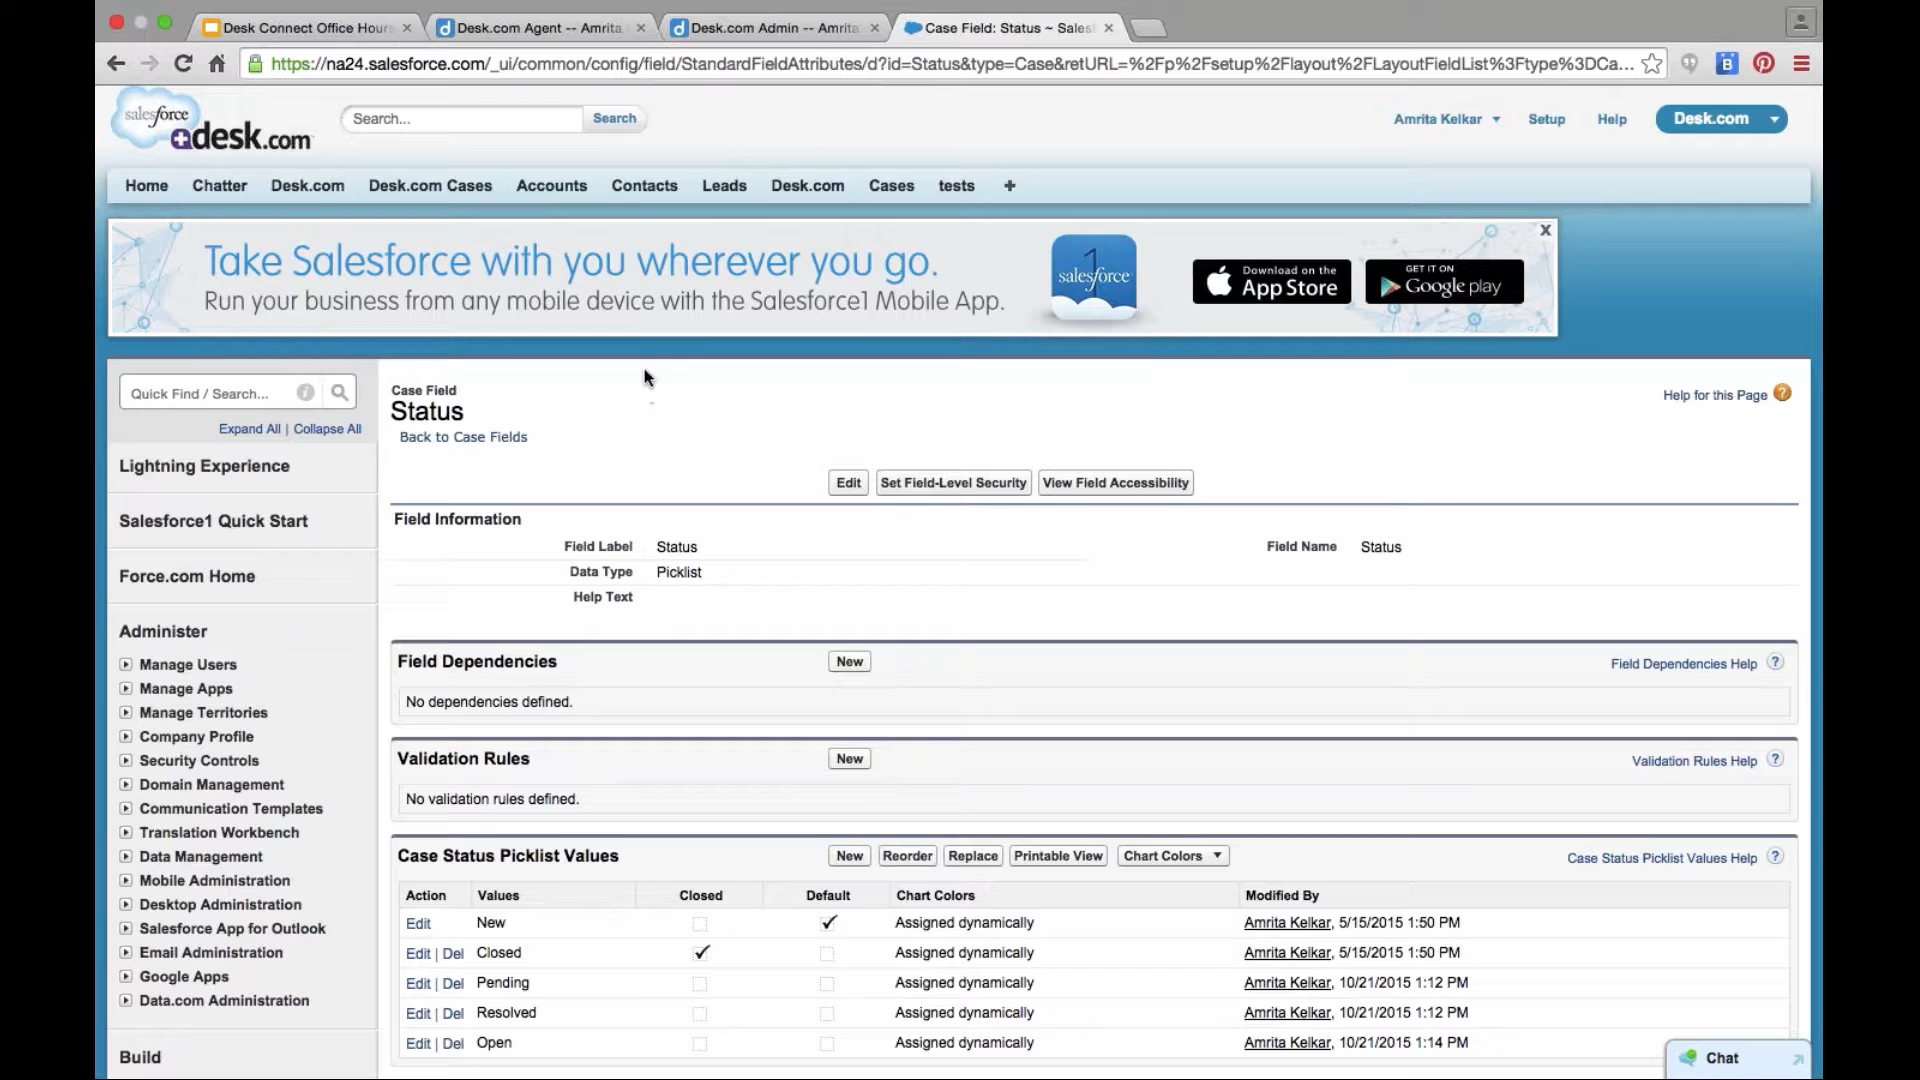 Desk Connect Office Hour
Desk.com Agent -- Amrita
Desk.com Admin -- Amrita
Case Field: Status ~ Sales
https://na24.salesforce.com/_ui/common/config/field/StandardFieldAttributes/d?id=Status&type=Case&retURL=%2Fp%2Fsetup%2Flayout%2FLayoutFieldList%3Ftype%3DCa...
B
salesforce
desk.com
Search...
Search
Amrita Kelkar
Setup
Help
Desk.com
Home Chatter Desk.com Desk.com Cases Accounts Contacts Leads Desk.com Cases tests +
Take Salesforce with you wherever you go.
Run your business from any mobile device with the Salesforce1 Mobile App.
1
salesforce
Download on the
App Store
GET IT ON
Google play
X
Quick Find / Search...
Expand All | Collapse All
Lightning Experience
Salesforce1 Quick Start
Force.com Home
Administer
Manage Users
Manage Apps
Manage Territories
Company Profile
Security Controls
Domain Management
Communication Templates
Translation Workbench
Data Management
Mobile Administration
Desktop Administration
Salesforce App for Outlook
Email Administration
Google Apps
Data.com Administration
Build
Case Field
Status
Back to Case Fields
Help for this Page ?
Edit Set Field-Level Security View Field Accessibility
Field Information
Field Label Status Field Name Status
Data Type Picklist
Help Text
Field Dependencies New Field Dependencies Help ?
No dependencies defined.
Validation Rules New Validation Rules Help ?
No validation rules defined.
Case Status Picklist Values New Reorder Replace Printable View Chart Colors Case Status Picklist Values Help ?
Action Values Closed Default Chart Colors Modified By
Edit New Assigned dynamically Amrita Kelkar, 5/15/2015 1:50 PM
Edit | Del Closed Assigned dynamically Amrita Kelkar, 5/15/2015 1:50 PM
Edit | Del Pending Assigned dynamically Amrita Kelkar, 10/21/2015 1:12 PM
Edit | Del Resolved Assigned dynamically Amrita Kelkar, 10/21/2015 1:12 PM
Edit | Del Open Assigned dynamically Amrita Kelkar, 10/21/2015 1:14 PM
Chat